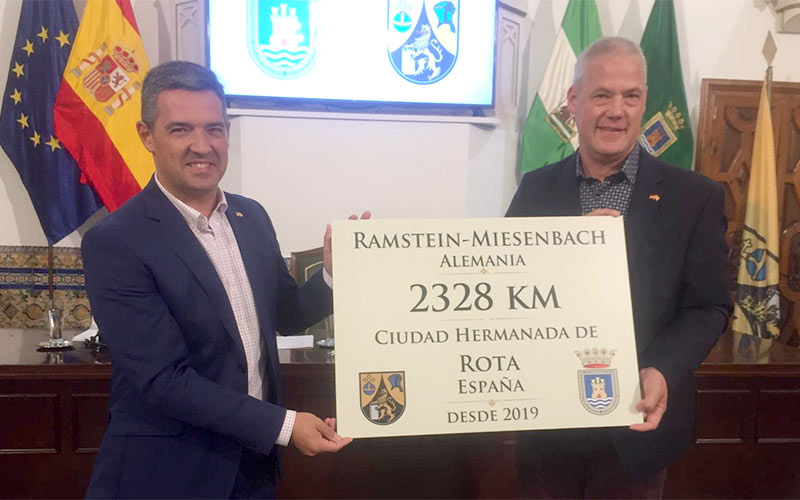 Ramstein-Miesenbach
Alemania
2328 km
Ciudad Hermanada de
Rota
España
desde 2019